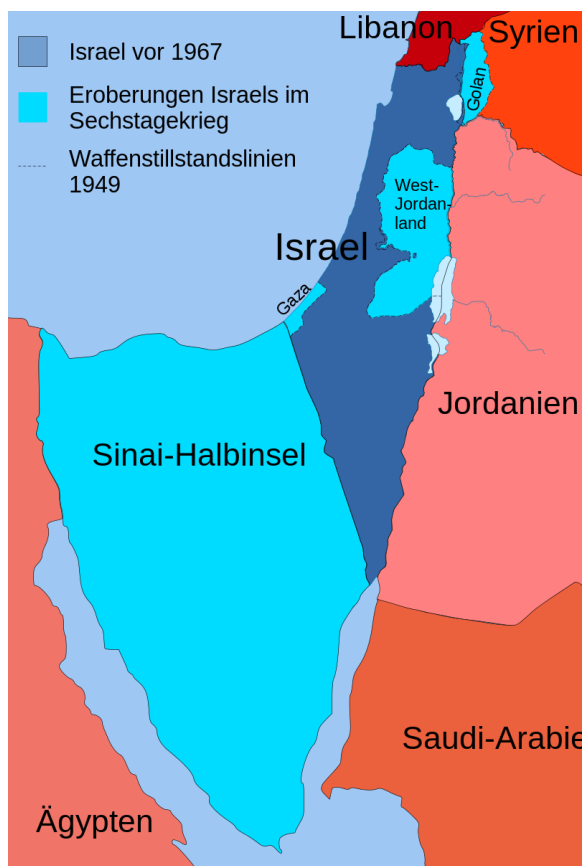 Libanon
Syrien
Israel vor 1967
Eroberungen Israels im
Sechstagekrieg
Waffenstillstandslinien
1949
Golan
West-
Jordan-
land
Israel
Gaza
Jordanien
Sinai-Halbinsel
Saudi-Arabie
Ägypten